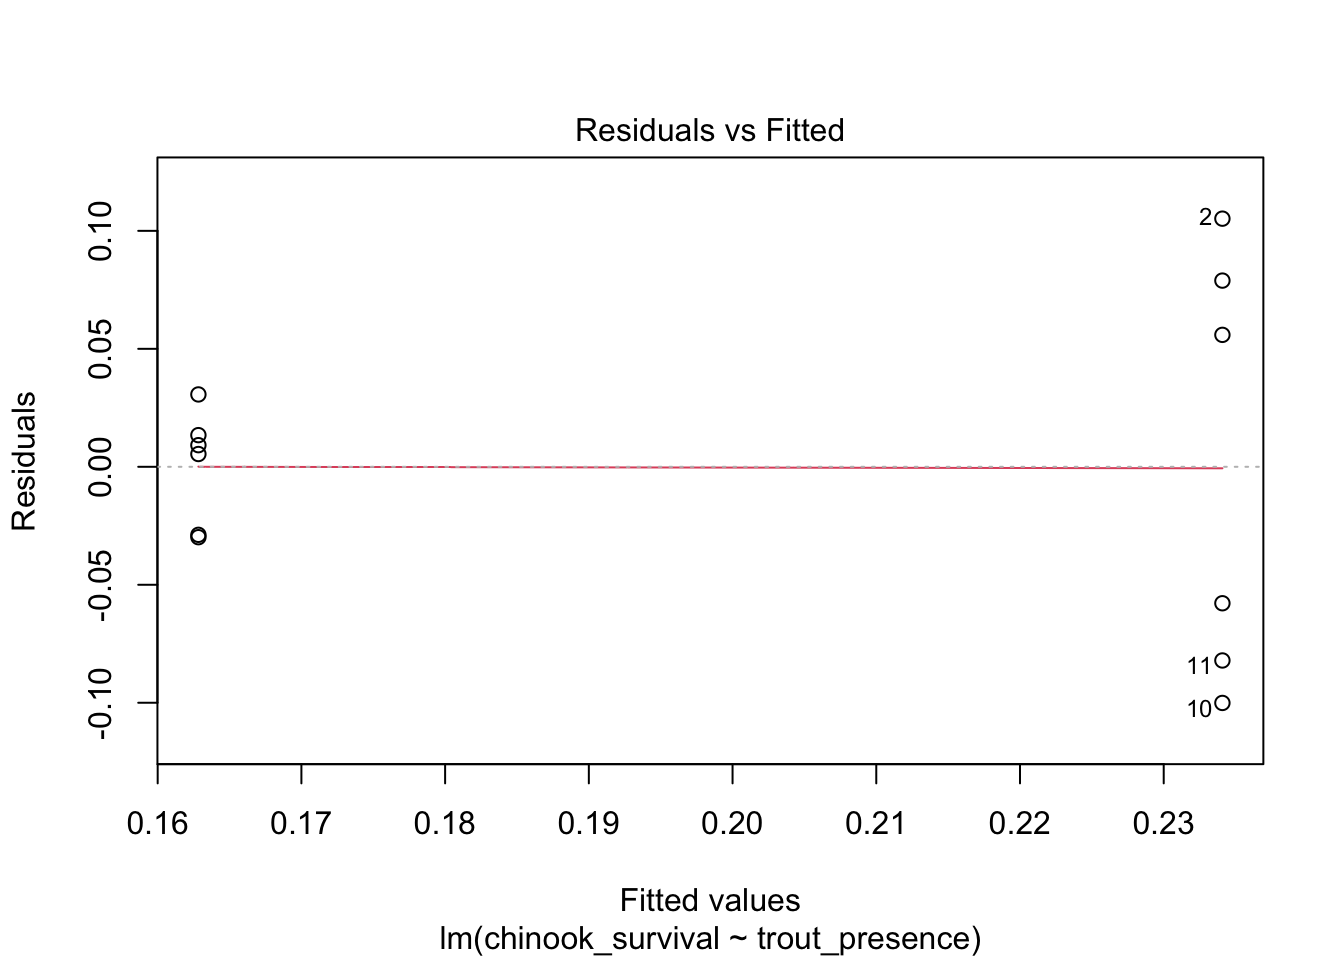 Residuals vs Fitted
Residuals
0.10
0.05
0.00
-0.05
-0.10
2
11
10
0.16 0.17 0.18 0.19 0.20 0.21 0.22 0.23
Fitted values
lm(chinook_survival ~ trout_presence)